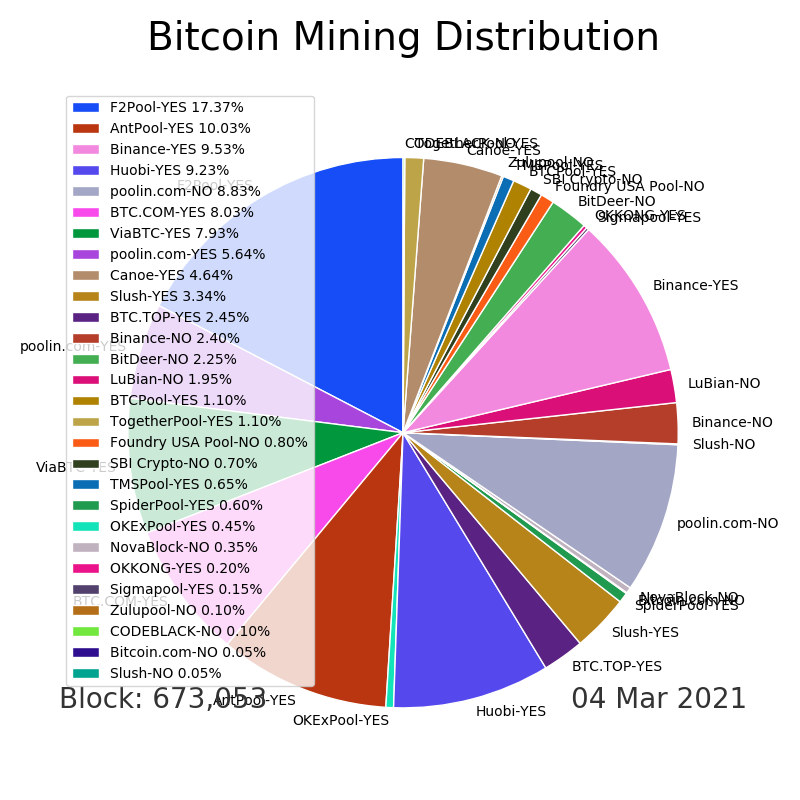 Bitcoin Mining Distribution
F2Pool-YES 17.37%
AntPool-YES 10.03%
Binance-YES 9.53%
Huobi-YES 9.23%
poolin.com-NO 8.83%
BTC.COM-YES 8.03%
ViaBTC-YES 7.93%
poolin.com-YES 5.64%
Canoe-YES 4.64%
Slush-YES 3.34%
BTC.TOP-YES 2.45%
Binance-NO 2.40%
BitDeer-NO 2.25%
LuBian-NO 1.95%
BTCPool-YES 1.10%
TogetherPool-YES 1.10%
Foundry USA Pool-NO 0.80%
SBI Crypto-NO 0.70%
TMSPool-YES 0.65%
SpiderPool-YES 0.60%
OKExPool-YES 0.45%
NovaBlock-NO 0.35%
OKKONG-YES 0.20%
Sigmapool-YES 0.15%
Zulupool-NO 0.10%
CODEBLACK-NO 0.10%
Bitcoin.com-NO 0.05%
Slush-NO 0.05%
CODEBLACK-NO
TogetherPool-YES
Canoe-YES
Zulupool-NO
TMSPool-YES
BTCPool-YES
SBI Crypto-NO
Foundry USA Pool-NO
BitDeer-NO
OKKONG-YES
Sigmapool-YES
Binance-YES
LuBian-NO
Binance-NO
Slush-NO
poolin.com-NO
NovaBlock-NO
Bitcoin.com-NO
SpiderPool-YES
Slush-YES
BTC.TOP-YES
Huobi-YES
OKExPool-YES
AntPool-YES
BTC.COM-YES
ViaBTC-YES
poolin.com-YES
F2Pool-YES
Block: 673,053
04 Mar 2021